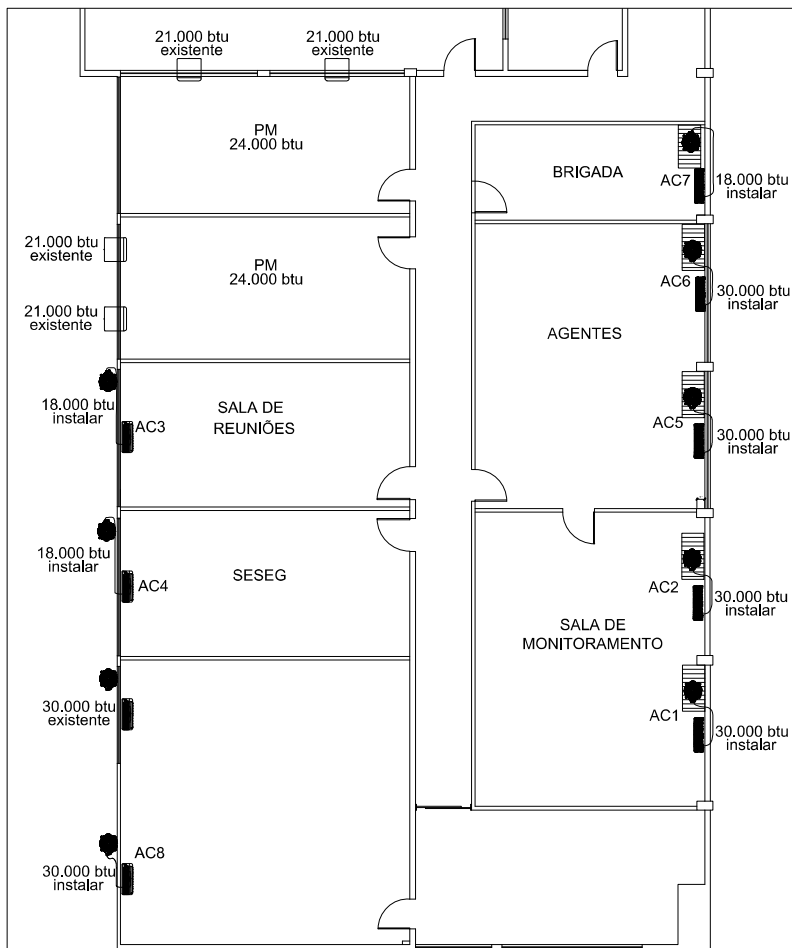 21.000 btu
existente
21.000 btu
existente
PM
24.000 btu
BRIGADA
AC7
18.000 btu
instalar
21.000 btu
existente
PM
24.000 btu
AC6
30.000 btu
instalar
21.000 btu
existente
AGENTES
18.000 btu
instalar
AC3
SALA DE
REUNIÕES
AC5
30.000 btu
instalar
18.000 btu
instalar
AC4
SESEG
AC2
30.000 btu
instalar
SALA DE
MONITORAMENTO
30.000 btu
existente
AC1
30.000 btu
instalar
AC8
30.000 btu
instalar